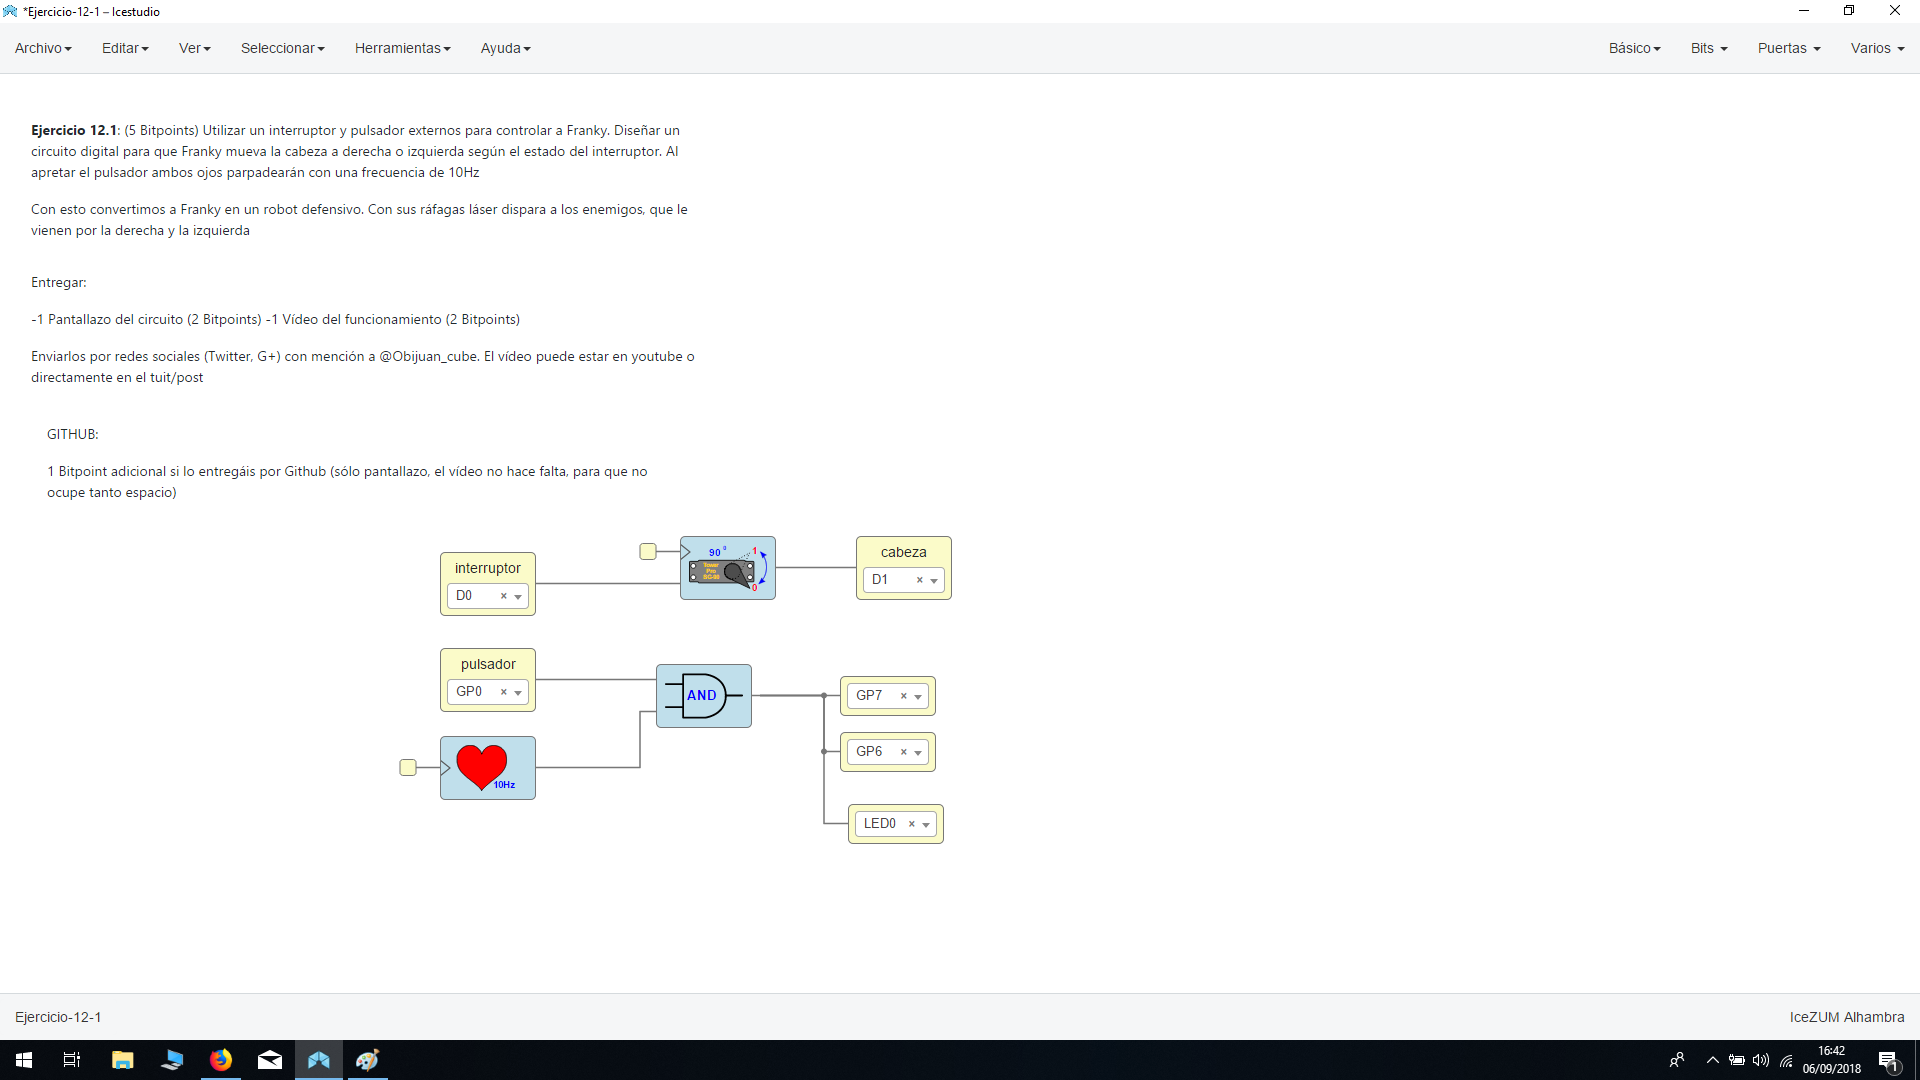 *Ejercicio-12-1 – Icestudio
Archivo Editar Ver Seleccionar Herramientas Ayuda Básico Bits Puertas Varios
Ejercicio 12.1: (5 Bitpoints) Utilizar un interruptor y pulsador externos para controlar a Franky. Diseñar un
circuito digital para que Franky mueva la cabeza a derecha o izquierda según el estado del interruptor. Al
apretar el pulsador ambos ojos parpadearán con una frecuencia de 10Hz
Con esto convertimos a Franky en un robot defensivo. Con sus ráfagas láser dispara a los enemigos, que le
vienen por la derecha y la izquierda
Entregar:
-1 Pantallazo del circuito (2 Bitpoints) -1 Vídeo del funcionamiento (2 Bitpoints)
Enviarlos por redes sociales (Twitter, G+) con mención a @Obijuan_cube. El vídeo puede estar en youtube o
directamente en el tuit/post
GITHUB:
1 Bitpoint adicional si lo entregáis por Github (sólo pantallazo, el vídeo no hace falta, para que no
ocupe tanto espacio)
interruptor
D0
90º
1
Tower
Pro
SG-90
0
cabeza
D1
pulsador
GP0
AND
GP7
GP6
10Hz
LED0
Ejercicio-12-1
IceZUM Alhambra
16:42
06/09/2018
1